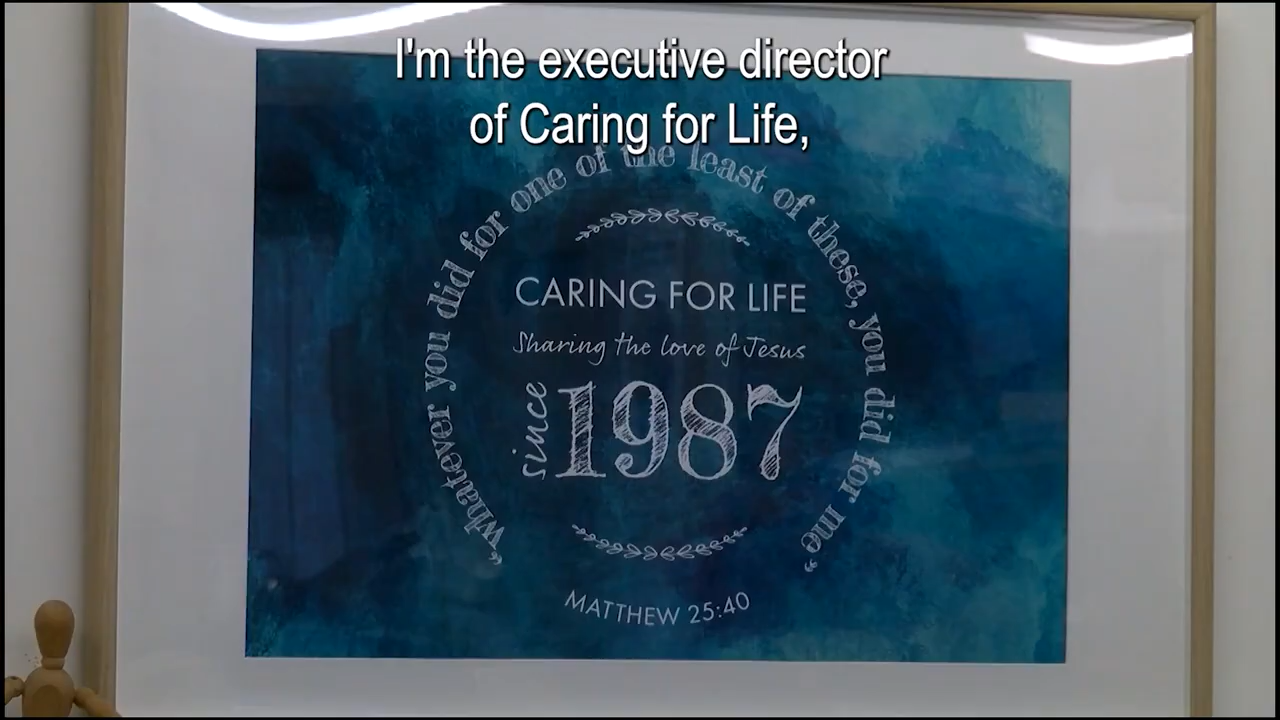 I'm the executive director
of Caring for Life,
"whatever you did for one of the least of these, you did for me"
CARING FOR LIFE
Sharing the love of Jesus
since 1987
MATTHEW 25:40